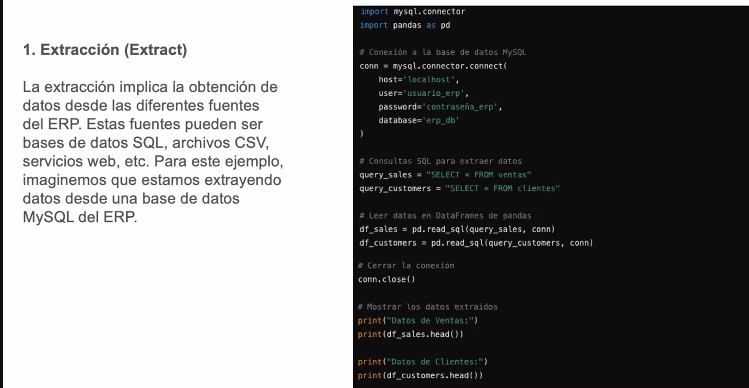 1. Extracción (Extract)
La extracción implica la obtención de
datos desde las diferentes fuentes
del ERP. Estas fuentes pueden ser
bases de datos SQL, archivos CSV,
servicios web, etc. Para este ejemplo,
imaginemos que estamos extrayendo
datos desde una base de datos
MySQL del ERP.
import mysql.connector
import pandas as pd
# Conexión a la base de datos MySQL
conn = mysql.connector.connect(
    host='localhost',
    user='usuario_erp',
    password='contraseña_erp',
    database='erp_db'
)
# Consultas SQL para extraer datos
query_sales = "SELECT * FROM ventas"
query_customers = "SELECT * FROM clientes"
# Leer datos en DataFrames de pandas
df_sales = pd.read_sql(query_sales, conn)
df_customers = pd.read_sql(query_customers, conn)
# Cerrar la conexión
conn.close()
# Mostrar los datos extraídos
print("Datos de Ventas:")
print(df_sales.head())
print("Datos de Clientes:")
print(df_customers.head())